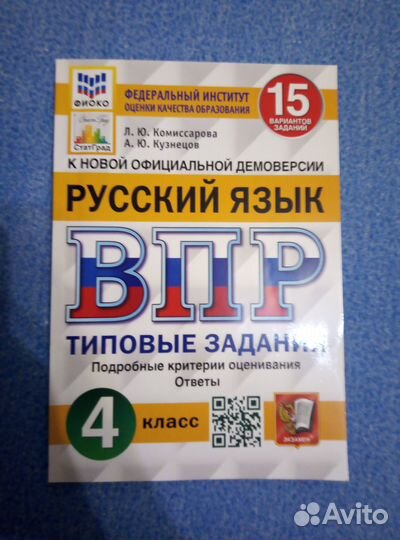 ФИОКО
ФЕДЕРАЛЬНЫЙ ИНСТИТУТ
ОЦЕНКИ КАЧЕСТВА ОБРАЗОВАНИЯ
15
ВАРИАНТОВ
ЗАДАНИЙ
СтатГрад
Л. Ю. Комиссарова
А. Ю. Кузнецов
К НОВОЙ ОФИЦИАЛЬНОЙ ДЕМОВЕРСИИ
РУССКИЙ ЯЗЫК
ВПР
ТИПОВЫЕ ЗАДАНИЯ
Подробные критерии оценивания
Ответы
4 класс
ЭКЗАМЕН
Avito